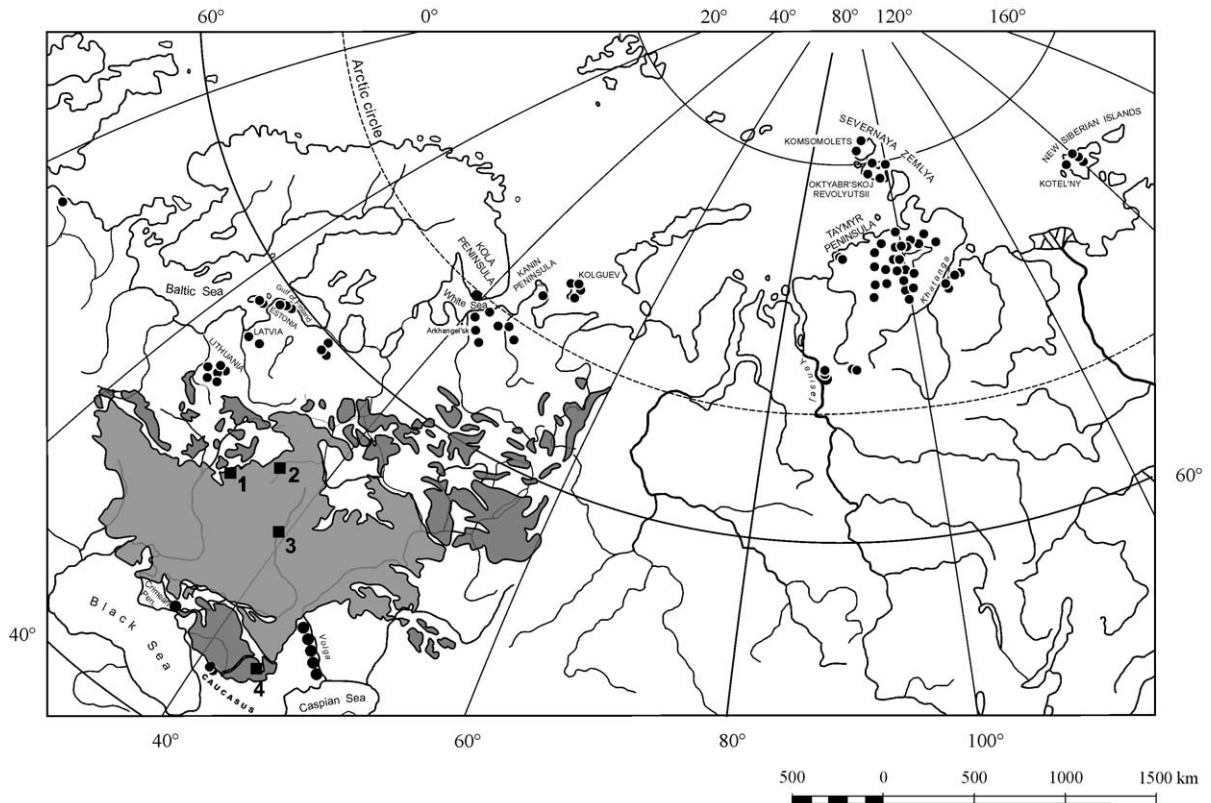 60° 0° 20° 40° 80° 120° 160°
Arctic circle
SEVERNAYA ZEMLYA
KOMSOMOLETS
NEW SIBERIAN ISLANDS
OKTYABR'SKOJ
REVOLYUTSII
KOTEL'NY
TAYMYR
PENINSULA
KOLA
PENINSULA
KANIN
PENINSULA
KOLGUEV
Khattanga
Baltic Sea
Gulf of Finland
White Sea
ESTONIA
Arkhangel'sk
LATVIA
LITHUANIA
Yenisej
1
2
60°
3
Crimean
Pen.
Black Sea
Volga
40°
4
CAUCASUS
Caspian Sea
40° 60° 80° 100°
500 0 500 1000 1500 km